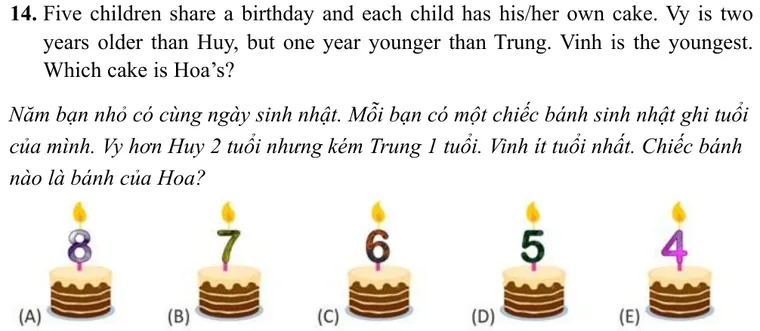 14. Five children share a birthday and each child has his/her own cake. Vy is two
years older than Huy, but one year younger than Trung. Vinh is the youngest.
Which cake is Hoa's?
Năm bạn nhỏ có cùng ngày sinh nhật. Mỗi bạn có một chiếc bánh sinh nhật ghi tuổi
của mình. Vy hơn Huy 2 tuổi nhưng kém Trung 1 tuổi. Vinh ít tuổi nhất. Chiếc bánh
nào là bánh của Hoa?
8 7 6 5 4
(A) (B) (C) (D) (E)